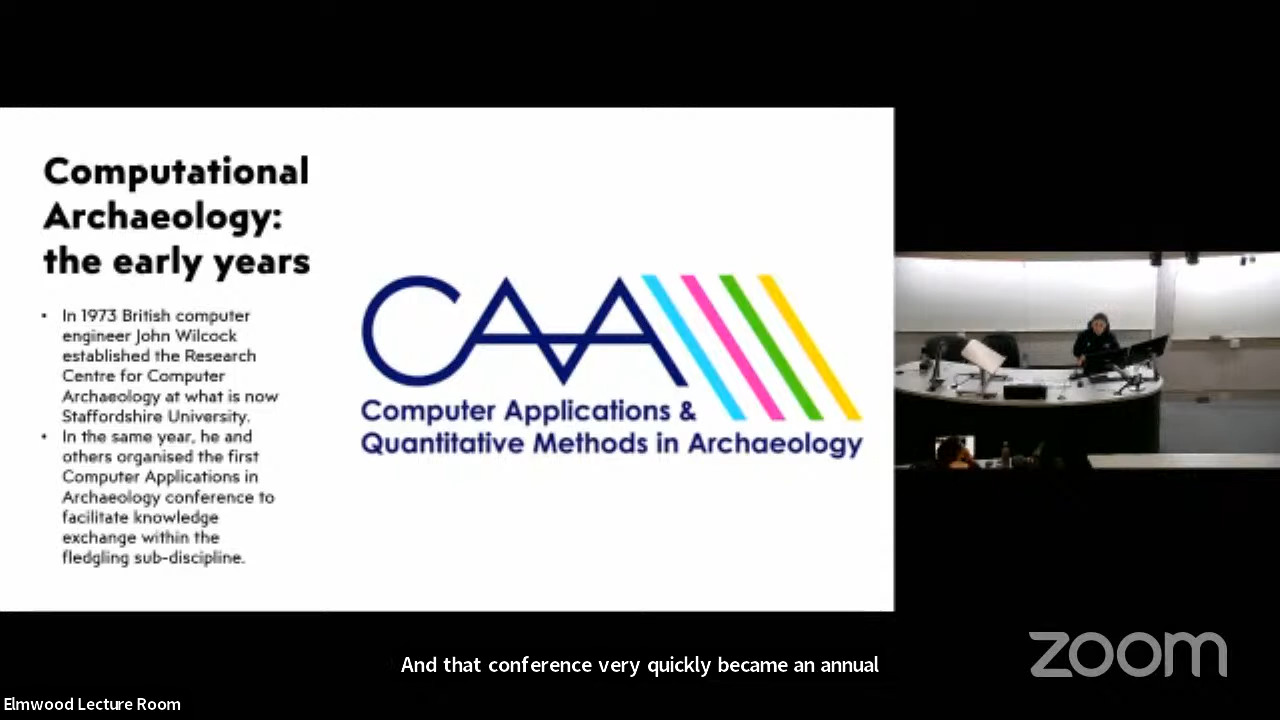 Computational
Archaeology:
the early years
• In 1973 British computer
engineer John Wilcock
established the Research
Centre for Computer
Archaeology at what is now
Staffordshire University.
• In the same year, he and
others organised the first
Computer Applications in
Archaeology conference to
facilitate knowledge
exchange within the
fledgling sub-discipline.
CAA
Computer Applications &
Quantitative Methods in Archaeology
And that conference very quickly became an annual
zoom
Elmwood Lecture Room